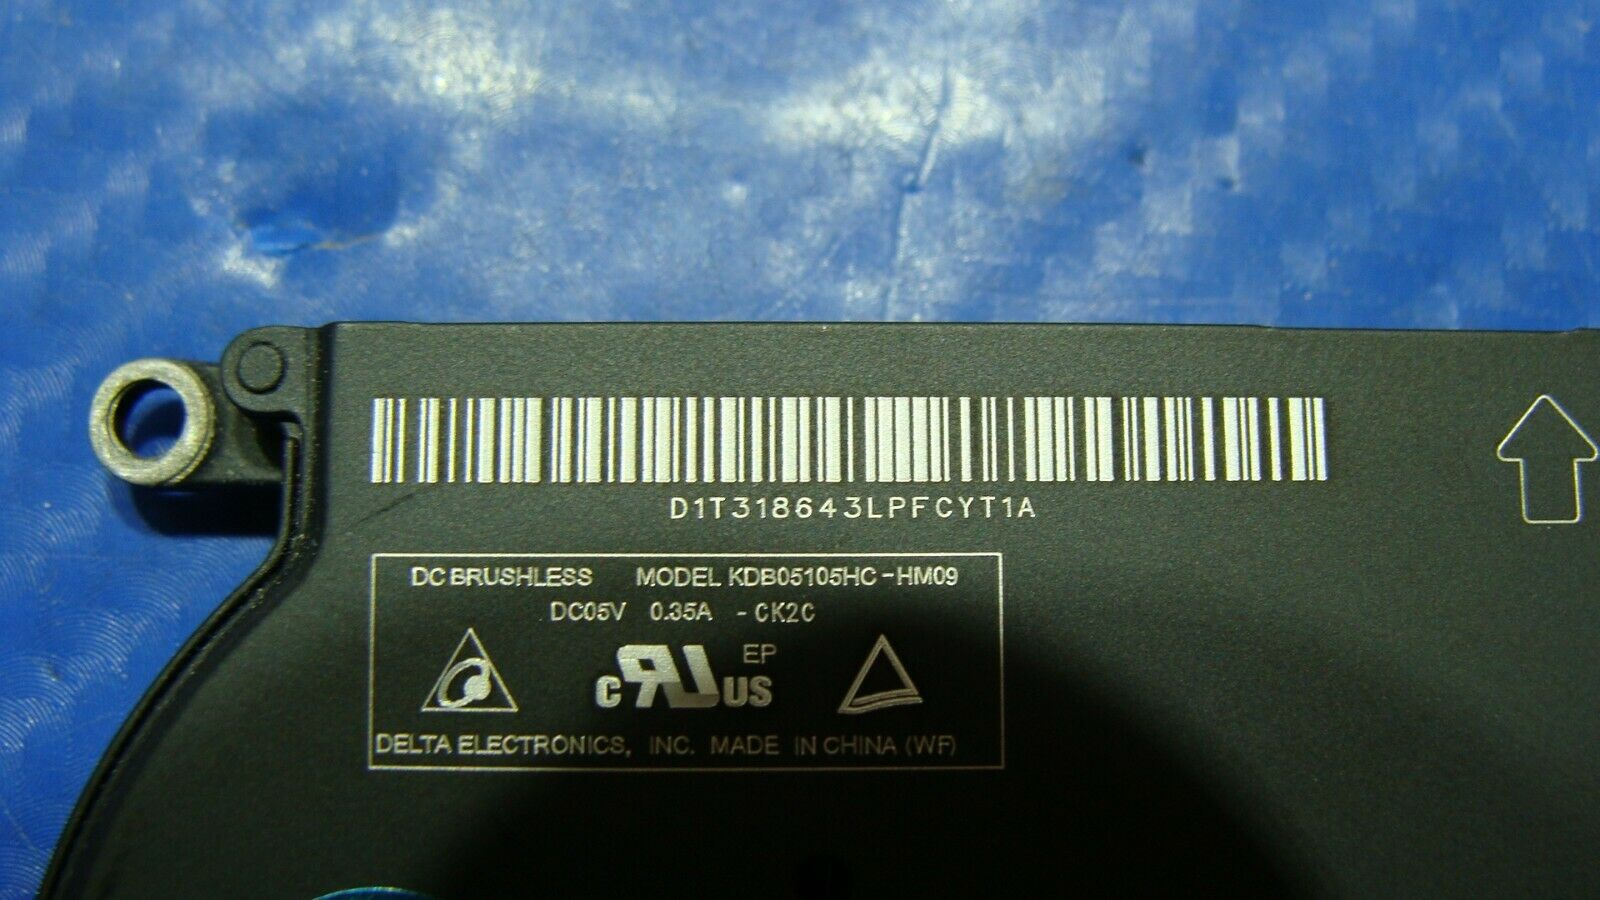 D1T318643LPFCYT1A
DC BRUSHLESS MODEL KDB05105HC-HM09
DC05V 0.35A -CK2C
EP
c RU US
DELTA ELECTRONICS, INC. MADE IN CHINA (WF)